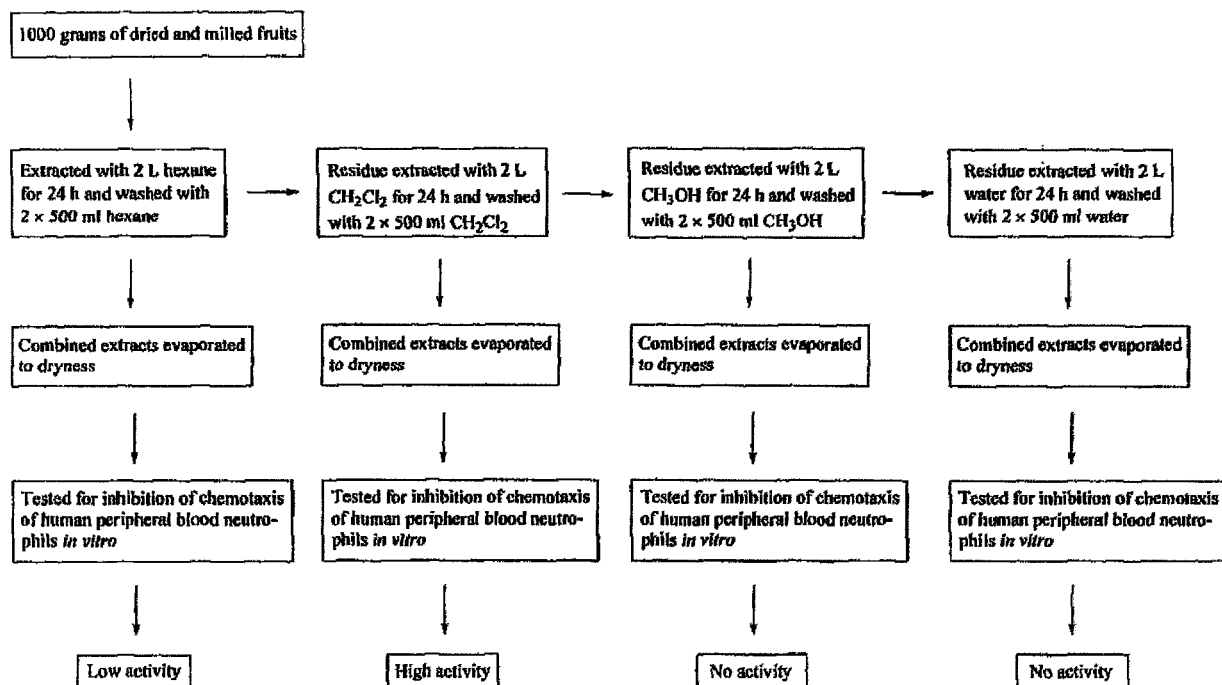 1000 grams of dried and milled fruits
Extracted with 2 L hexane
for 24 h and washed with
2 × 500 ml hexane
Residue extracted with 2 L
CH₂Cl₂ for 24 h and washed
with 2 × 500 ml CH₂Cl₂
Residue extracted with 2 L
CH₃OH for 24 h and washed
with 2 × 500 ml CH₃OH
Residue extracted with 2 L
water for 24 h and washed
with 2 × 500 ml water
Combined extracts evaporated
to dryness
Combined extracts evaporated
to dryness
Combined extracts evaporated
to dryness
Combined extracts evaporated
to dryness
Tested for inhibition of chemotaxis
of human peripheral blood neutro-
phils in vitro
Tested for inhibition of chemotaxis
of human peripheral blood neutro-
phils in vitro
Tested for inhibition of chemotaxis
of human peripheral blood neutro-
phils in vitro
Tested for inhibition of chemotaxis
of human peripheral blood neutro-
phils in vitro
Low activity
High activity
No activity
No activity